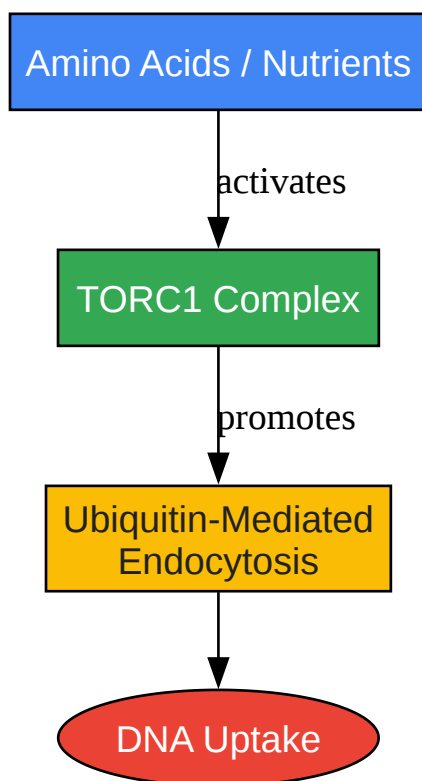 Amino Acids / Nutrients
activates
TORC1 Complex
promotes
Ubiquitin-Mediated
Endocytosis
DNA Uptake